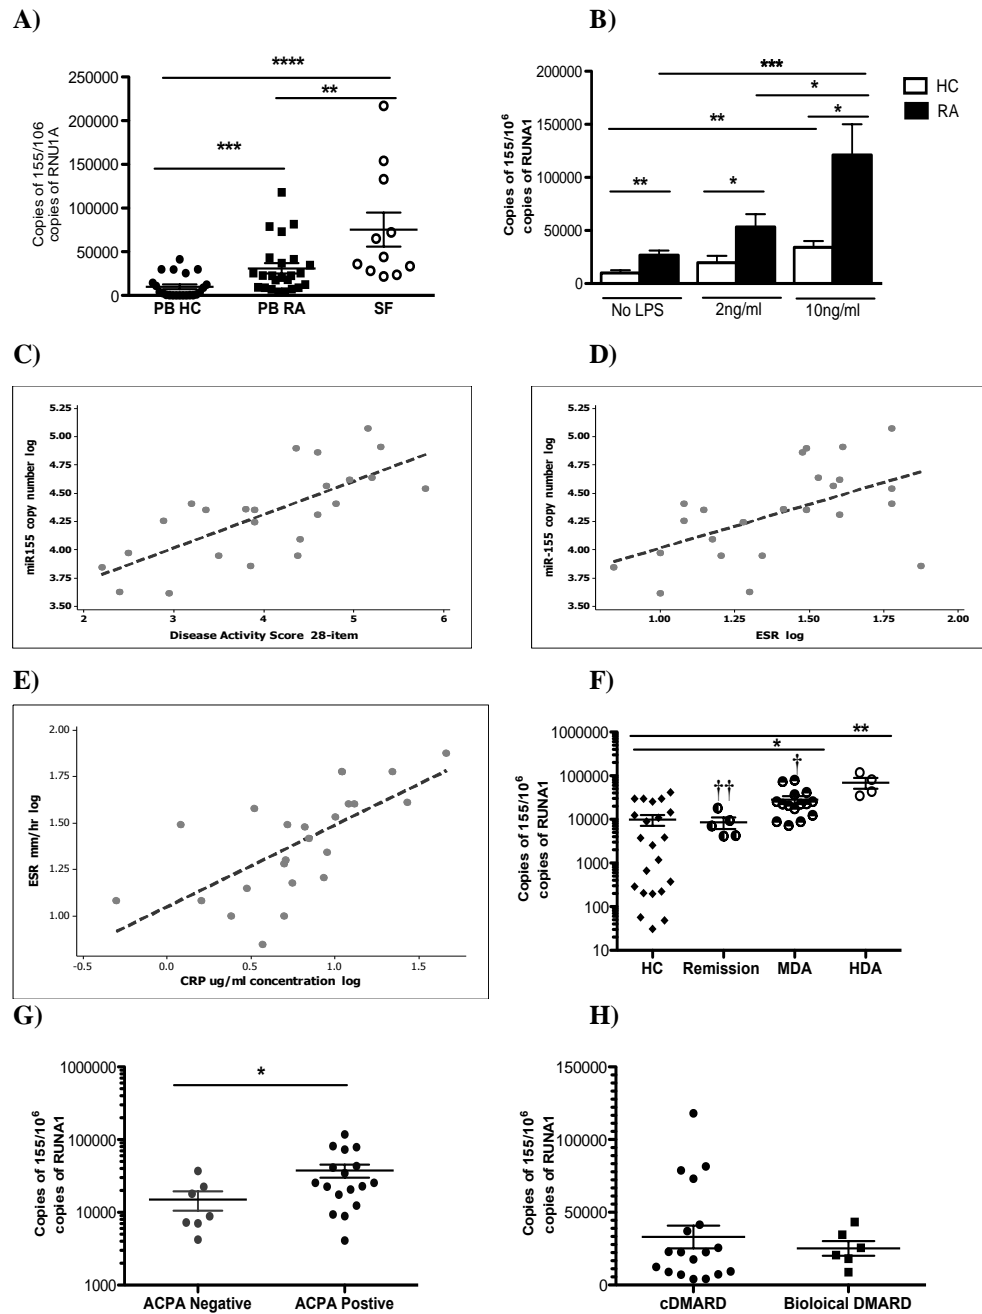 A)
****
**
***
250000
200000
150000
100000
50000
0
Copies of 155/106
copies of RNU1A
PB HC
PB RA
SF
B)
***
*
*
**
**
*
200000
150000
100000
50000
0
Copies of 155/10⁶
copies of RUNA1
HC
RA
No LPS
2ng/ml
10ng/ml
C)
5.25
5.00
4.75
4.50
4.25
4.00
3.75
3.50
miR155 copy number log
2
3
4
5
6
Disease Activity Score 28-item
D)
5.25
5.00
4.75
4.50
4.25
4.00
3.75
3.50
miR-155 copy number log
1.00
1.25
1.50
1.75
2.00
ESR log
E)
2.00
1.75
1.50
1.25
1.00
ESR mm/hr log
-0.5
0.0
0.5
1.0
1.5
CRP ug/ml concentration log
F)
**
*
†
††
1000000
100000
10000
1000
100
10
Copies of 155/10⁶
copies of RUNA1
HC
Remission
MDA
HDA
G)
*
1000000
100000
10000
1000
Copies of 155/10⁶
copies of RUNA1
ACPA Negative
ACPA Postive
H)
150000
100000
50000
0
Copies of 155/10⁶
copies of RUNA1
cDMARD
Bioloical DMARD